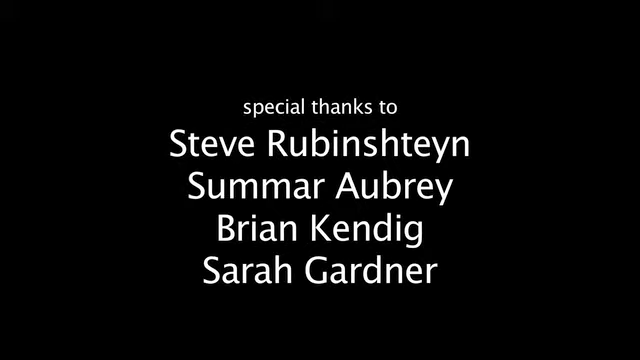 special thanks to
Steve Rubinshteyn
Summar Aubrey
Brian Kendig
Sarah Gardner